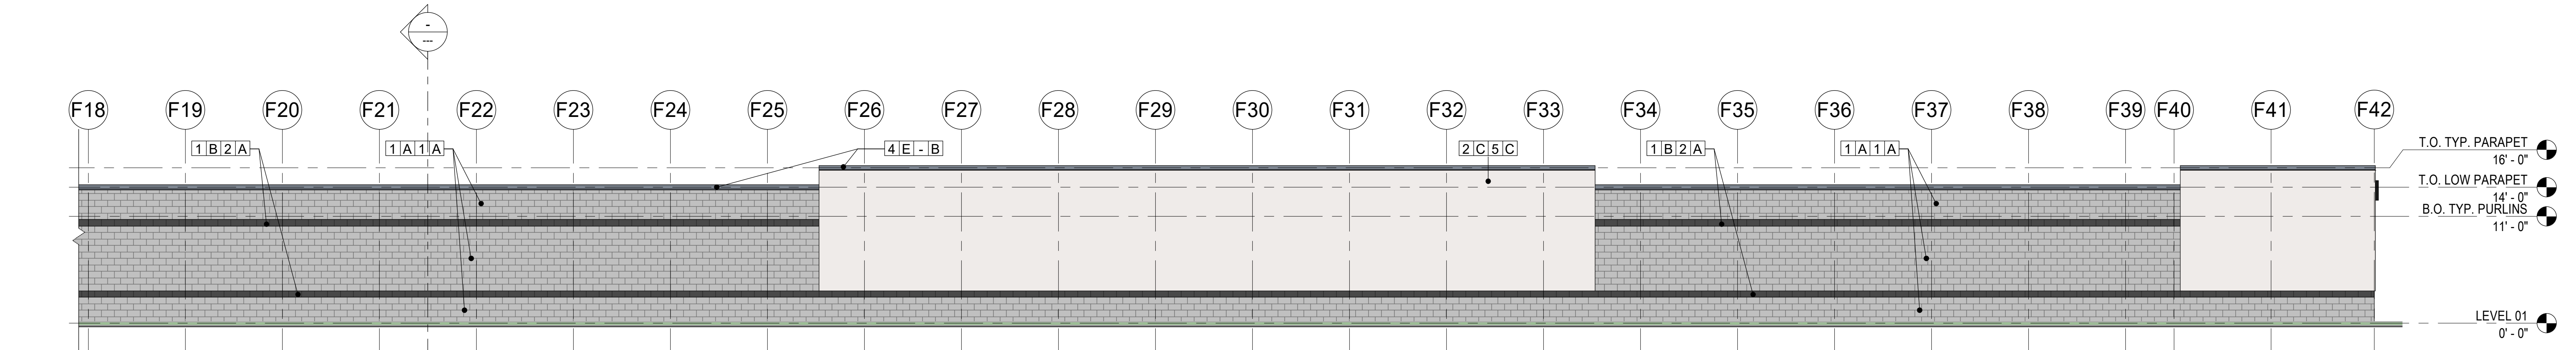 -
---
F18 F19 F20 F21 F22 F23 F24 F25 F26 F27 F28 F29 F30 F31 F32 F33 F34 F35 F36 F37 F38 F39 F40 F41 F42
1 B 2 A
1 A 1 A
4 E - B
2 C 5 C
1 B 2 A
1 A 1 A
T.O. TYP. PARAPET
16' - 0"
T.O. LOW PARAPET
14' - 0"
B.O. TYP. PURLINS
11' - 0"
LEVEL 01
0' - 0"